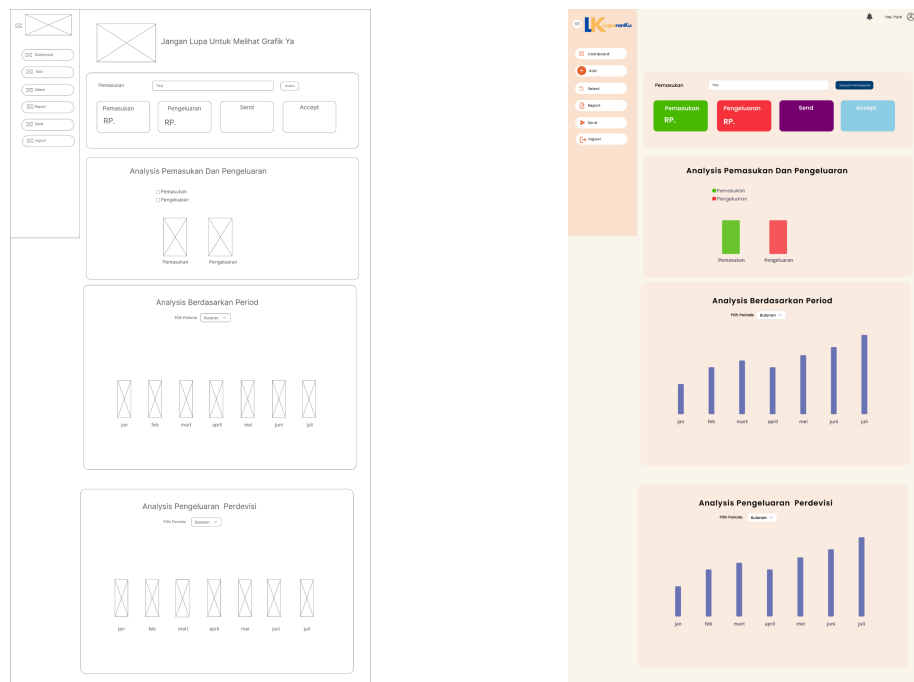 Jangan Lupa Untuk Melihat Grafik Ya
Dashboard
Add
Select
Report
Send
Pemasukan
Pemasukan
RP.
Pengeluaran
RP.
Send
Accept
Analysis Pemasukan Dan Pengeluaran
Pemasukan
Pengeluaran
Pemasukan
Pengeluaran
Analysis Berdasarkan Period
Pilih Periode
Bulanan
jan feb mart april mei juni juli
Analysis Pengeluaran Perdevisi
Pilih Periode
Bulanan
jan feb mart april mei juni juli
LK LaporanKu
Dashboard
Add
Select
Report
Send
logout
Pemasukan
Pemasukan
RP.
Pengeluaran
RP.
Send
Accept
Analysis Pemasukan Dan Pengeluaran
Pemasukan
Pengeluaran
Pemasukan
Pengeluaran
Analysis Berdasarkan Period
Pilih Periode
Bulanan
jan feb mart april mei juni juli
Analysis Pengeluaran Perdevisi
Pilih Periode
Bulanan
jan feb mart april mei juni juli